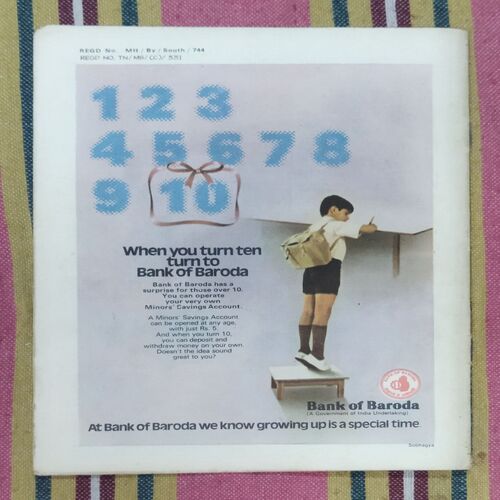 REGD No. MH / By / South / 744
1 2 3
4 5 6 7 8
9 10
When you turn ten
turn to
Bank of Baroda
Bank of Baroda has a
surprise for those over 10.
You can operate
your very own
Minors' Savings Account.
A Minors' Savings Account
can be opened at any age,
with just Rs. 5.
And when you turn 10,
you can deposit and
withdraw money on your own.
Doesn't the idea sound
great to you?
Bank of Baroda
(A Government of India Undertaking)
At Bank of Baroda we know growing up is a special time.
Sobhagya